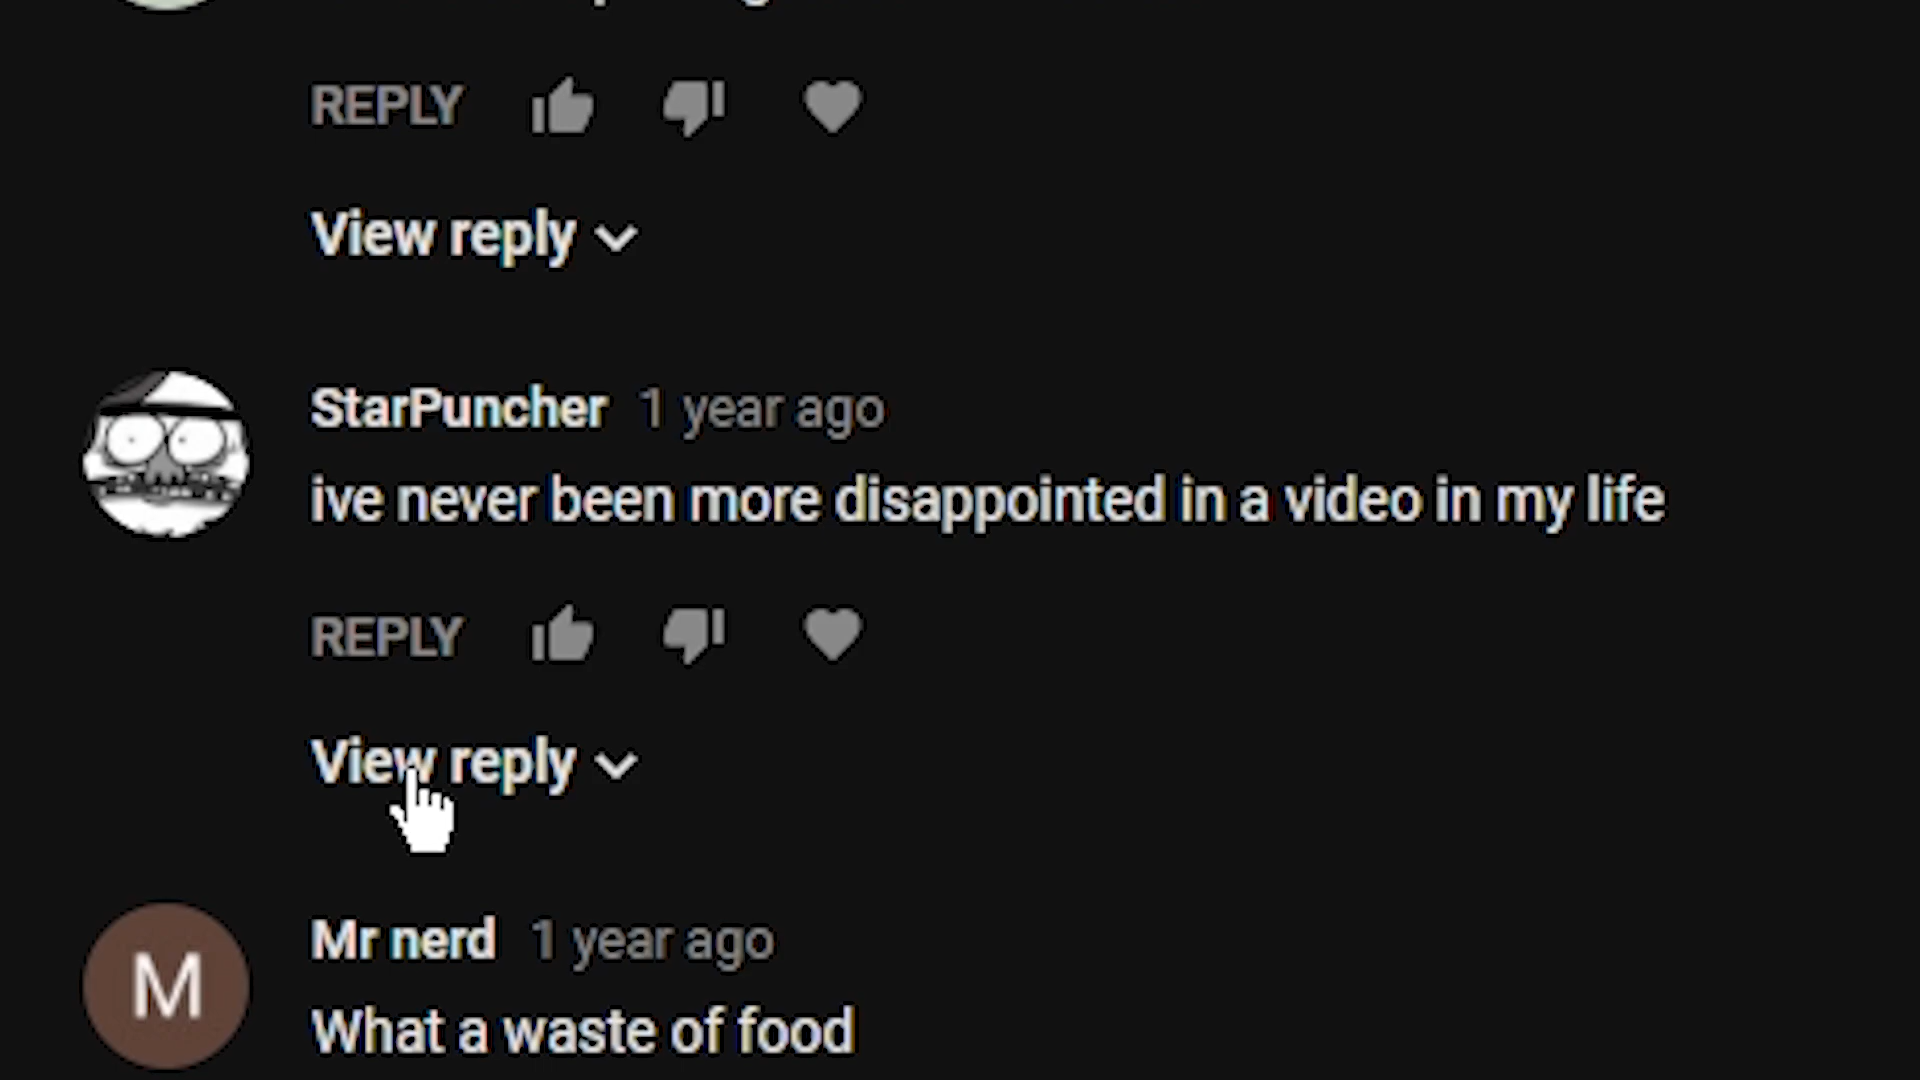 REPLY
View reply
StarPuncher 1 year ago
ive never been more disappointed in a video in my life
REPLY
View reply
M
Mr nerd 1 year ago
What a waste of food